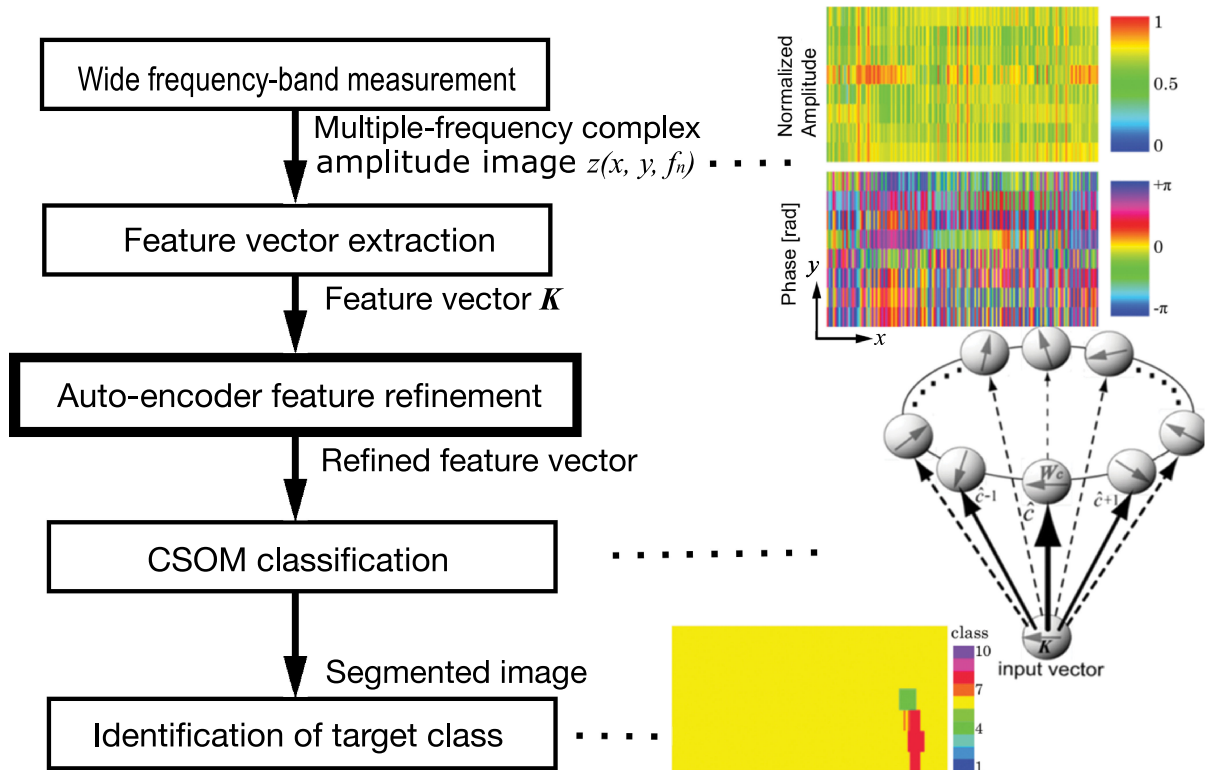 Wide frequency-band measurement
Multiple-frequency complex
amplitude image z(x, y, fn)
Feature vector extraction
Feature vector K
Auto-encoder feature refinement
Refined feature vector
CSOM classification
Segmented image
Identification of target class
Normalized
Amplitude
1
0.5
0
Phase [rad]
+π
0
-π
y
x
Wc
ĉ-1
ĉ
ĉ+1
K
input vector
class
10
7
4
1